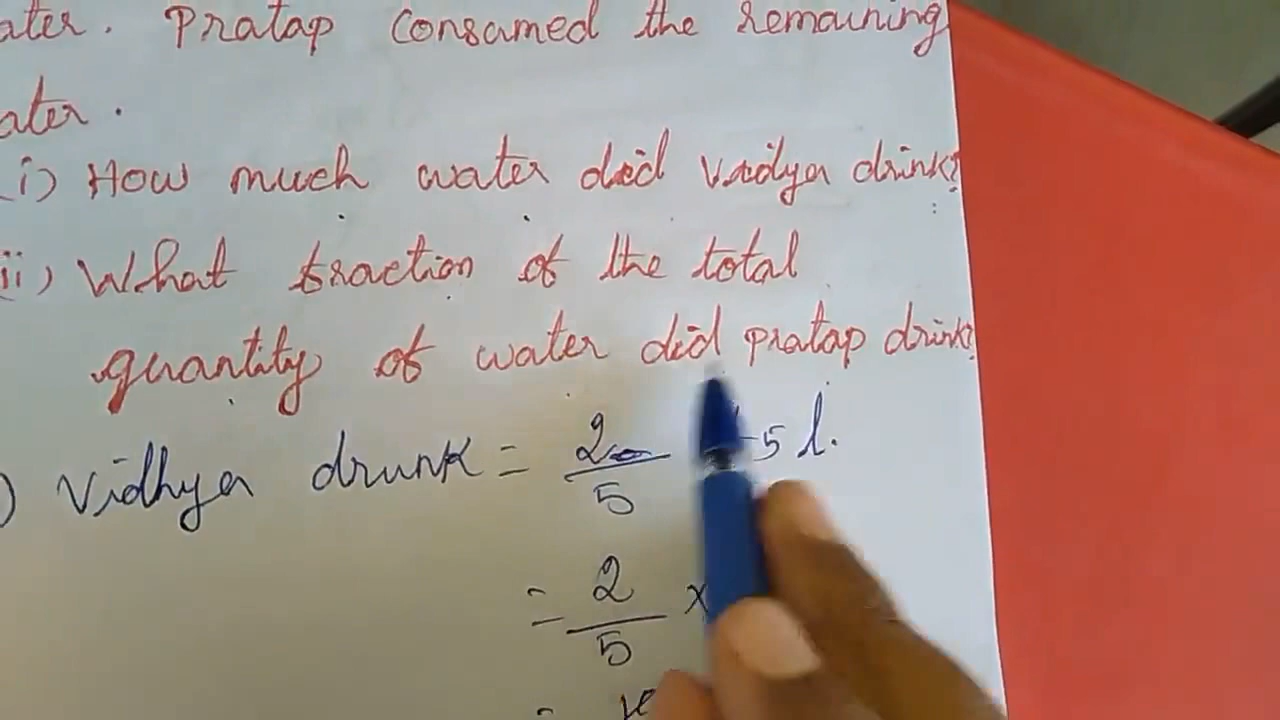 ater. Pratap consamed the remaining
ater.
(i) How much water did Vidya drink?
(ii) What fraction of the total
quantity of water did pratap drink?
) Vidhya drunk = 2/5 5 l.
= 2/5 ×
=